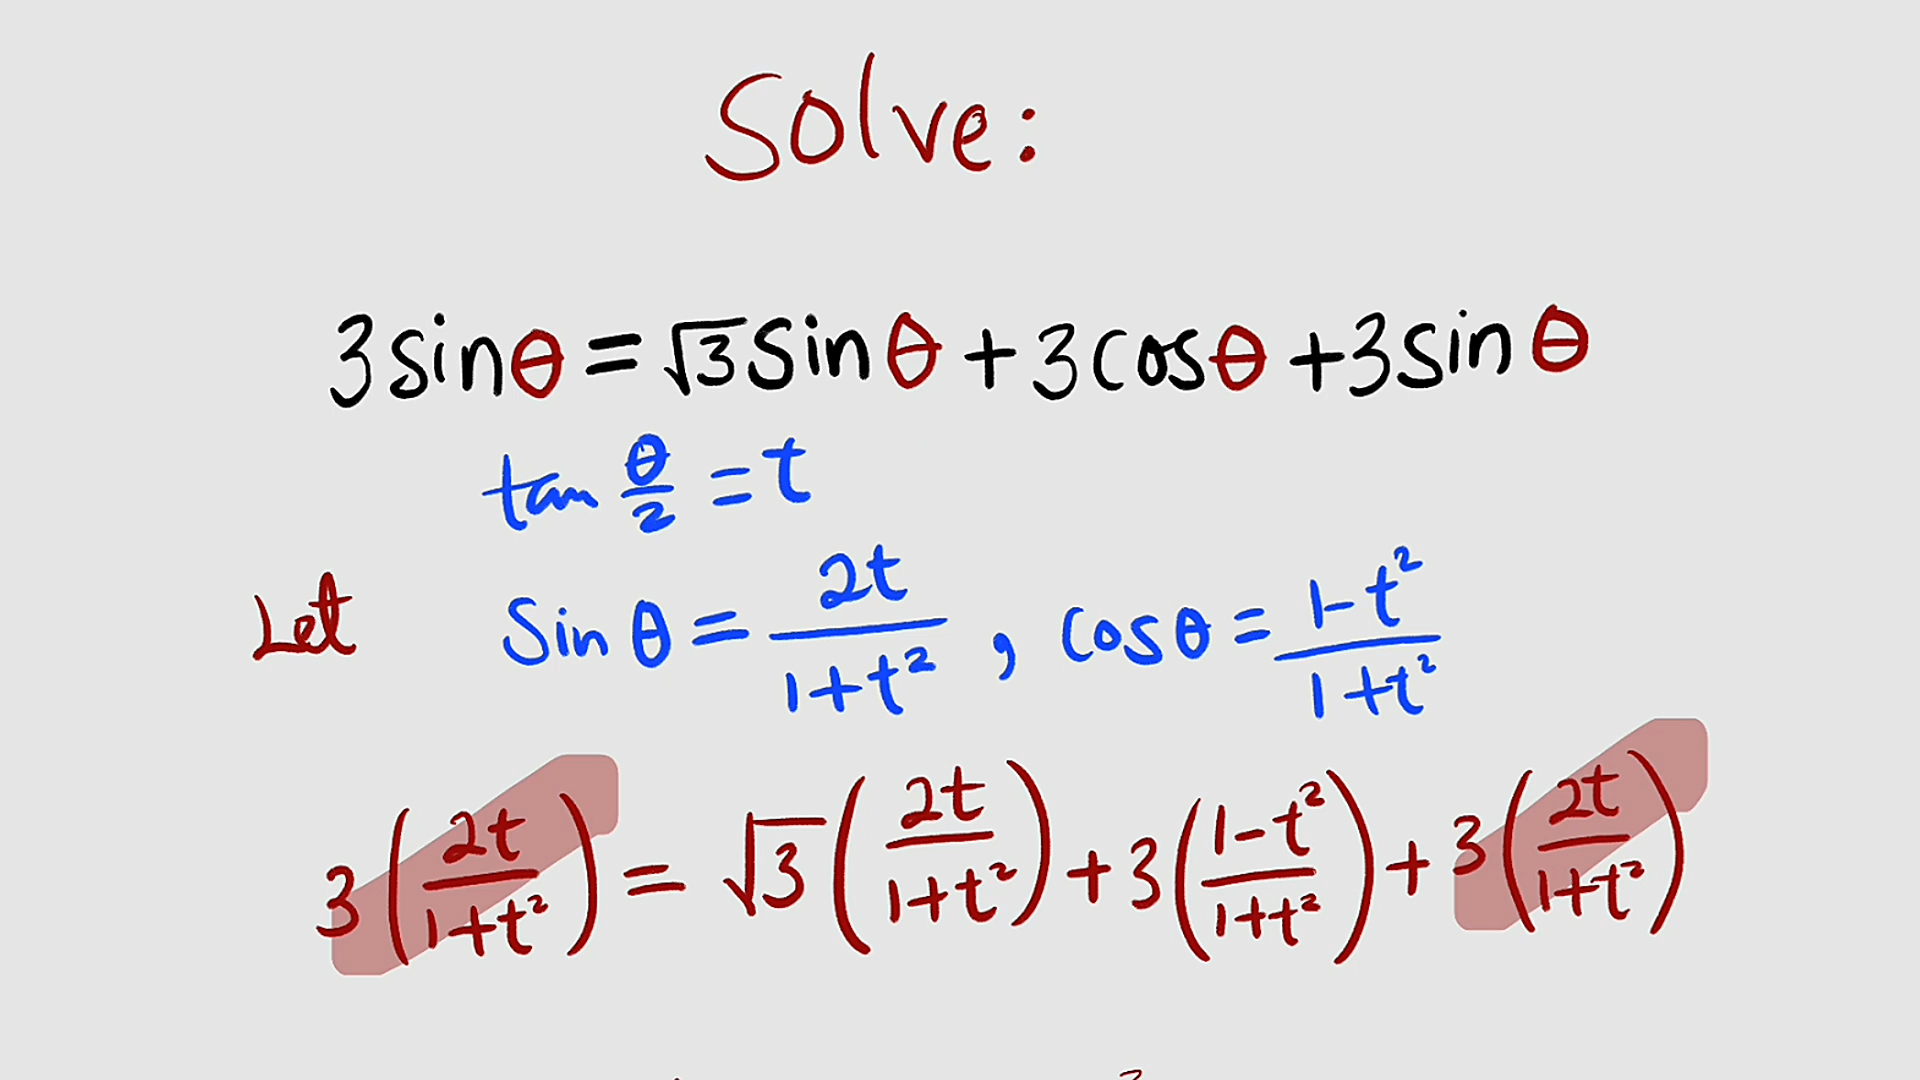 Solve:
3sinθ = √3sinθ + 3cosθ + 3sinθ
tan θ/2 = t
Let sinθ = 2t/(1+t²) , cosθ = (1-t²)/(1+t²)
3(2t/(1+t²)) = √3(2t/(1+t²)) + 3((1-t²)/(1+t²)) + 3(2t/(1+t²))